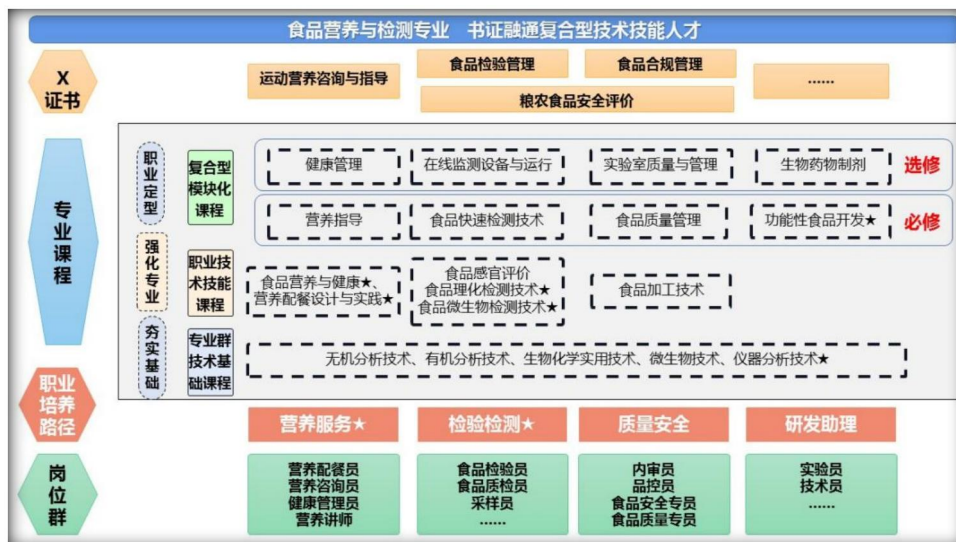 食品营养与检测专业 书证融通复合型技术技能人才
X
证书
运动营养咨询与指导
食品检验管理
食品合规管理
......
粮农食品安全评价
专业课程
职业定型
复合型
模块化
课程
健康管理
在线监测设备与运行
实验室质量与管理
生物药物制剂
选修
营养指导
食品快速检测技术
食品质量管理
功能性食品开发★
必修
强化专业
职业技
术技能
课程
食品营养与健康★、
营养配餐设计与实践★
食品感官评价
食品理化检测技术★
食品微生物检测技术★
食品加工技术
夯实基础
专业群
技术基
础课程
无机分析技术、有机分析技术、生物化学实用技术、微生物技术、仪器分析技术★
职业
培养
路径
营养服务★
检验检测★
质量安全
研发助理
岗位群
营养配餐员
营养咨询员
健康管理员
营养讲师
食品检验员
食品质检员
采样员
......
内审员
品控员
食品安全专员
食品质量专员
实验员
技术员
......